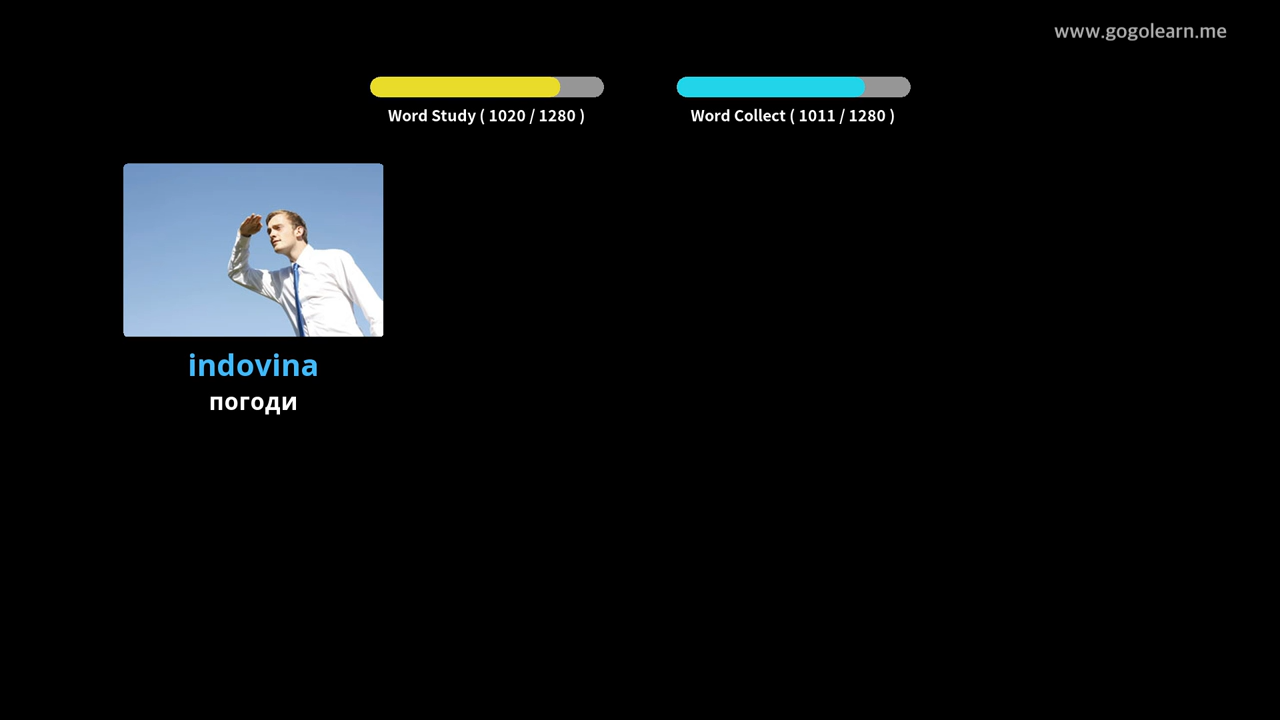 www.gogolearn.me
Word Study ( 1020 / 1280 )
Word Collect ( 1011 / 1280 )
indovina
погоди